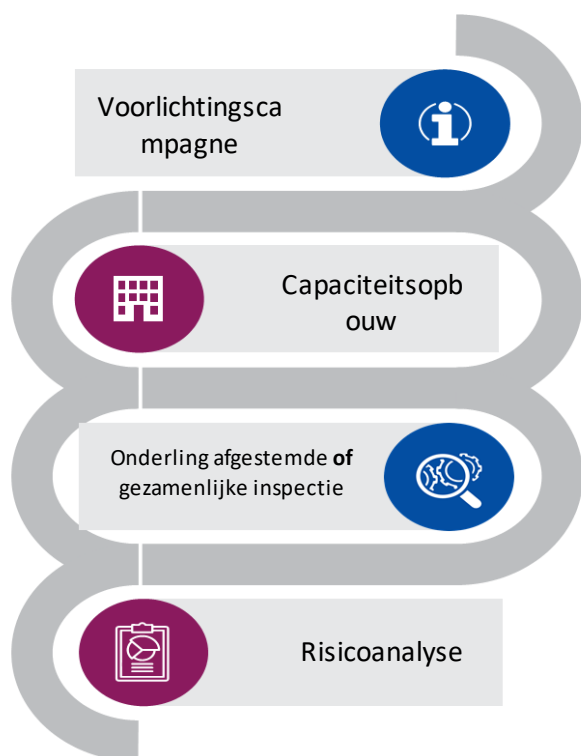 Voorlichtingsca
mpagne
Capaciteitsopb
ouw
Onderling afgestemde of
gezamenlijke inspectie
Risicoanalyse